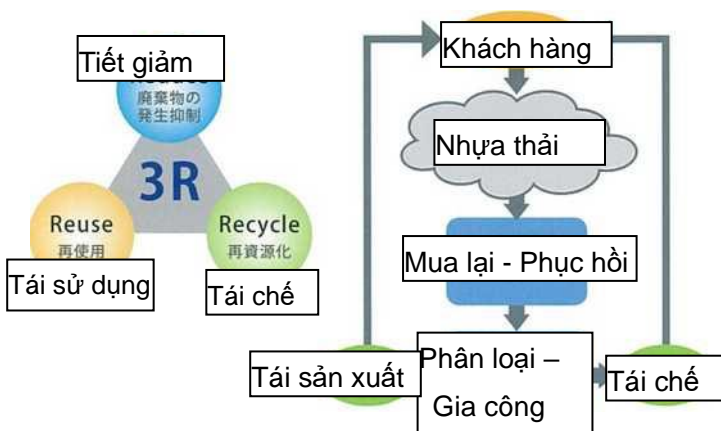 Tiết giảm
廃棄物の
発生抑制
3R
Reuse
再使用
Tái sử dụng
Recycle
再資源化
Tái chế
Khách hàng
Nhựa thải
Mua lại - Phục hồi
Tái sản xuất
Phân loại –
Gia công
Tái chế